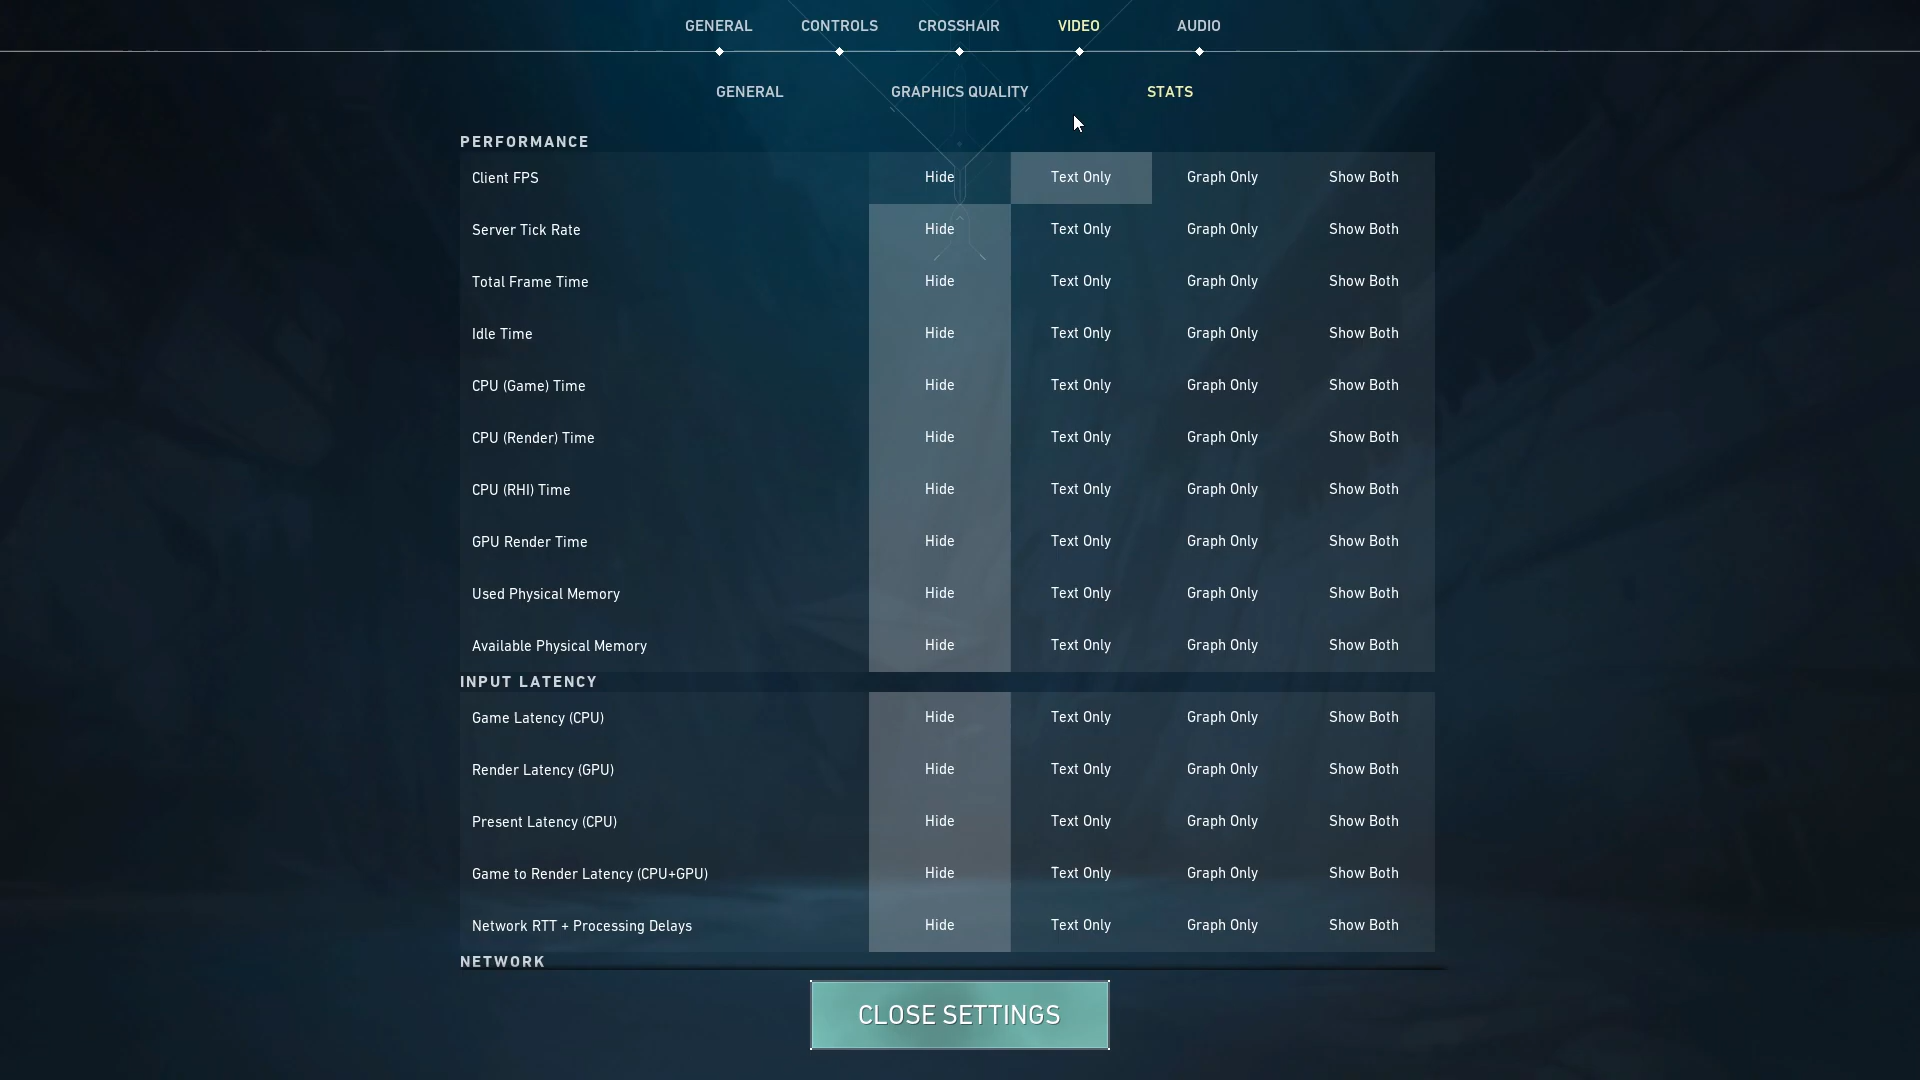 GENERAL CONTROLS CROSSHAIR VIDEO AUDIO
GENERAL GRAPHICS QUALITY STATS
PERFORMANCE
Client FPS Hide Text Only Graph Only Show Both
Server Tick Rate Hide Text Only Graph Only Show Both
Total Frame Time Hide Text Only Graph Only Show Both
Idle Time Hide Text Only Graph Only Show Both
CPU (Game) Time Hide Text Only Graph Only Show Both
CPU (Render) Time Hide Text Only Graph Only Show Both
CPU (RHI) Time Hide Text Only Graph Only Show Both
GPU Render Time Hide Text Only Graph Only Show Both
Used Physical Memory Hide Text Only Graph Only Show Both
Available Physical Memory Hide Text Only Graph Only Show Both
INPUT LATENCY
Game Latency (CPU) Hide Text Only Graph Only Show Both
Render Latency (GPU) Hide Text Only Graph Only Show Both
Present Latency (CPU) Hide Text Only Graph Only Show Both
Game to Render Latency (CPU+GPU) Hide Text Only Graph Only Show Both
Network RTT + Processing Delays Hide Text Only Graph Only Show Both
NETWORK
CLOSE SETTINGS